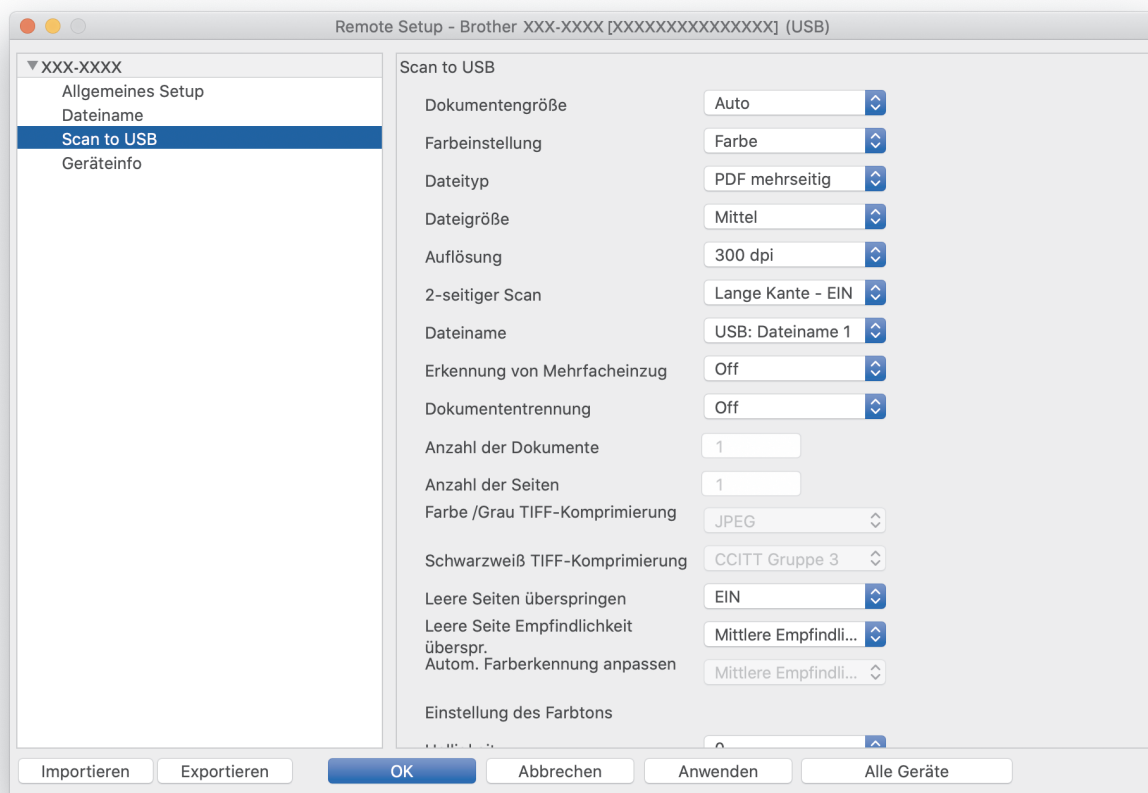 Remote Setup - Brother XXX-XXXX [XXXXXXXXXXXXXXX] (USB)
XXX-XXXX
Allgemeines Setup
Dateiname
Scan to USB
Geräteinfo
Scan to USB
Dokumentengröße Auto
Farbeinstellung Farbe
Dateityp PDF mehrseitig
Dateigröße Mittel
Auflösung 300 dpi
2-seitiger Scan Lange Kante - EIN
Dateiname USB: Dateiname 1
Erkennung von Mehrfacheinzug Off
Dokumententrennung Off
Anzahl der Dokumente 1
Anzahl der Seiten 1
Farbe /Grau TIFF-Komprimierung JPEG
Schwarzweiß TIFF-Komprimierung CCITT Gruppe 3
Leere Seiten überspringen EIN
Leere Seite Empfindlichkeit
überspr. Mittlere Empfindli...
Autom. Farberkennung anpassen Mittlere Empfindli...
Einstellung des Farbtons
Importieren Exportieren OK Abbrechen Anwenden Alle Geräte